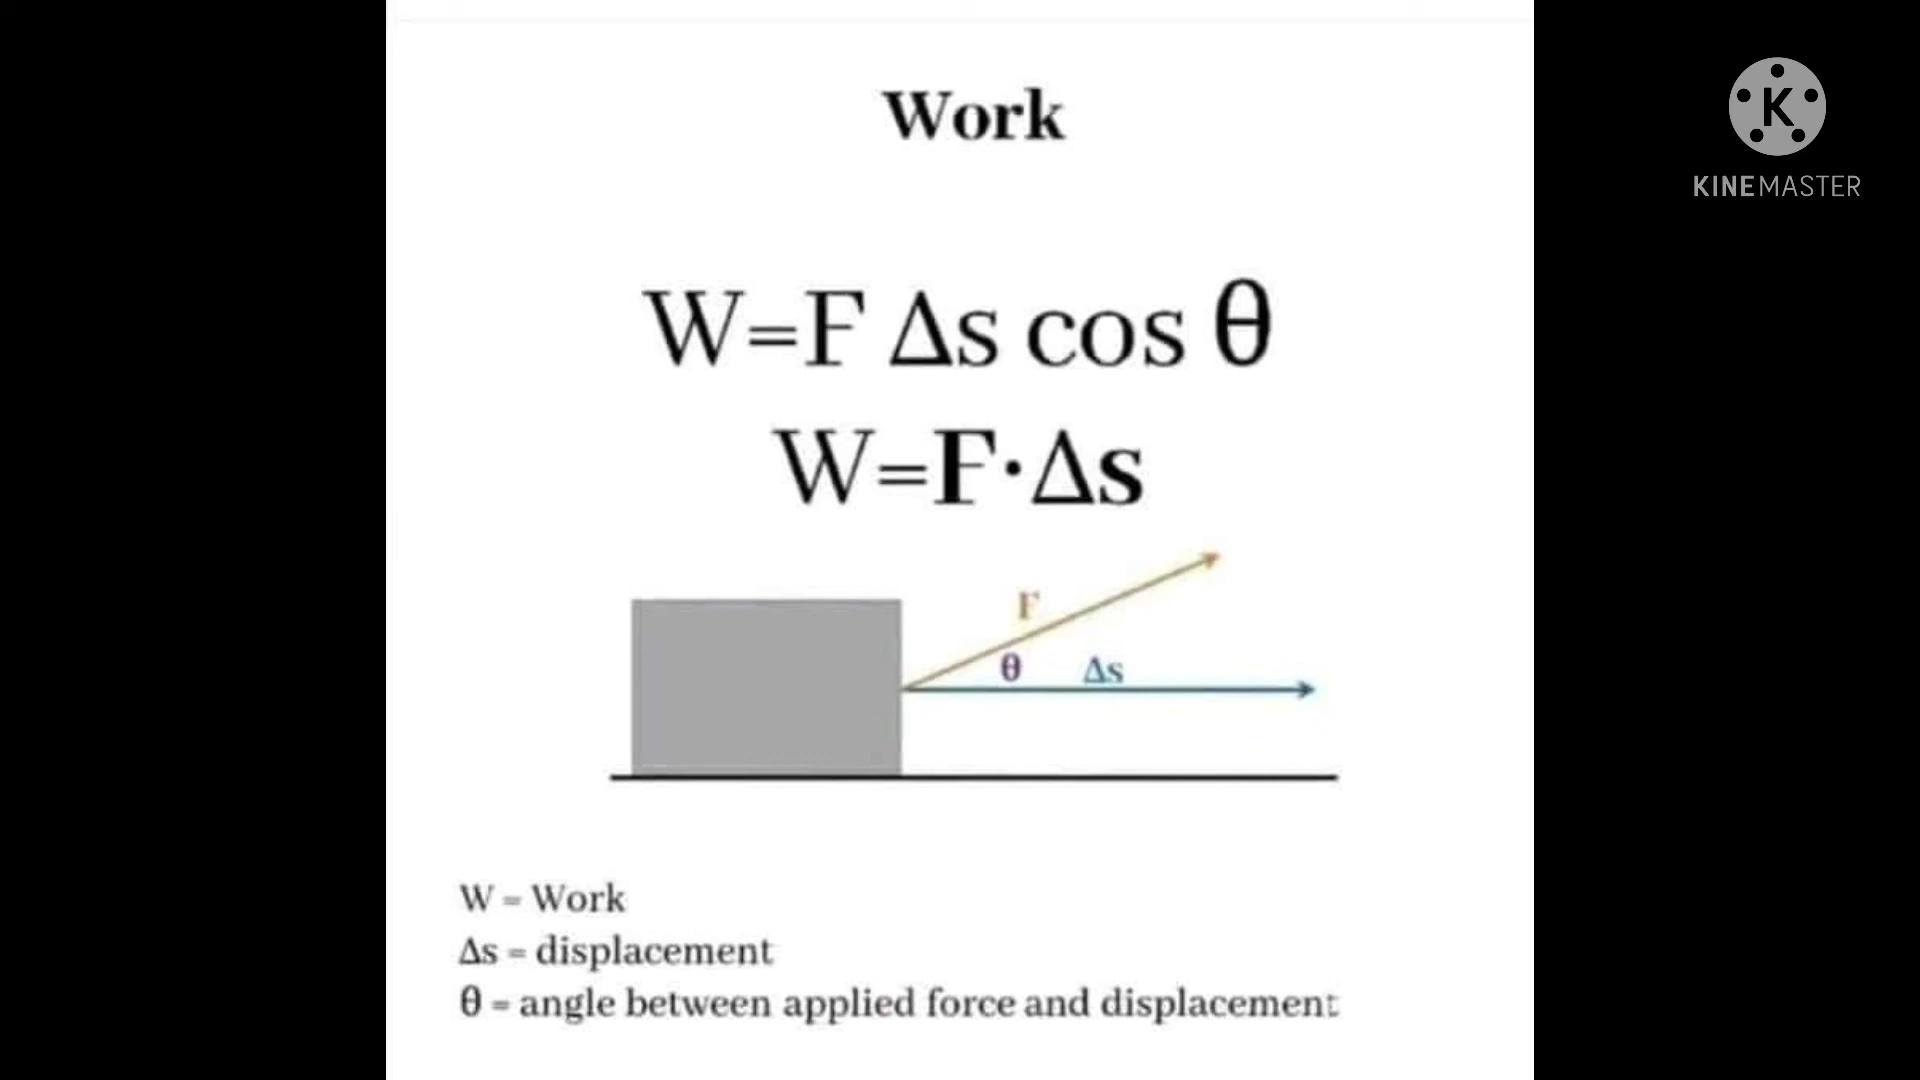 Work
W=F Δs cos θ
W=F·Δs
F
θ Δs
W = Work
Δs = displacement
θ = angle between applied force and displacement
K
KINEMASTER